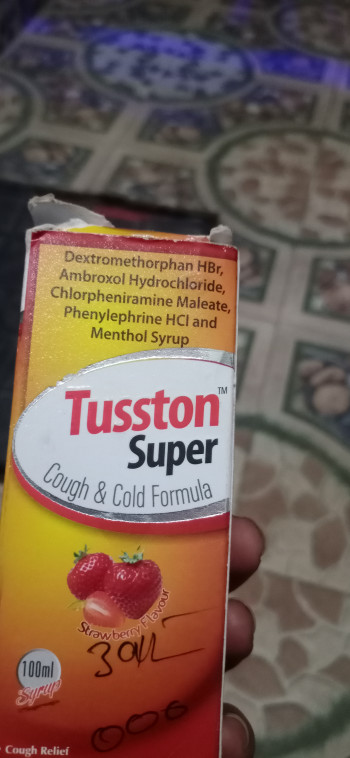 Dextromethorphan HBr,
Ambroxol Hydrochloride,
Chlorpheniramine Maleate,
Phenylephrine HCl and
Menthol Syrup
Tusston™
Super
Cough & Cold Formula
Strawberry Flavour
100ml
Syrup
Cough Relief